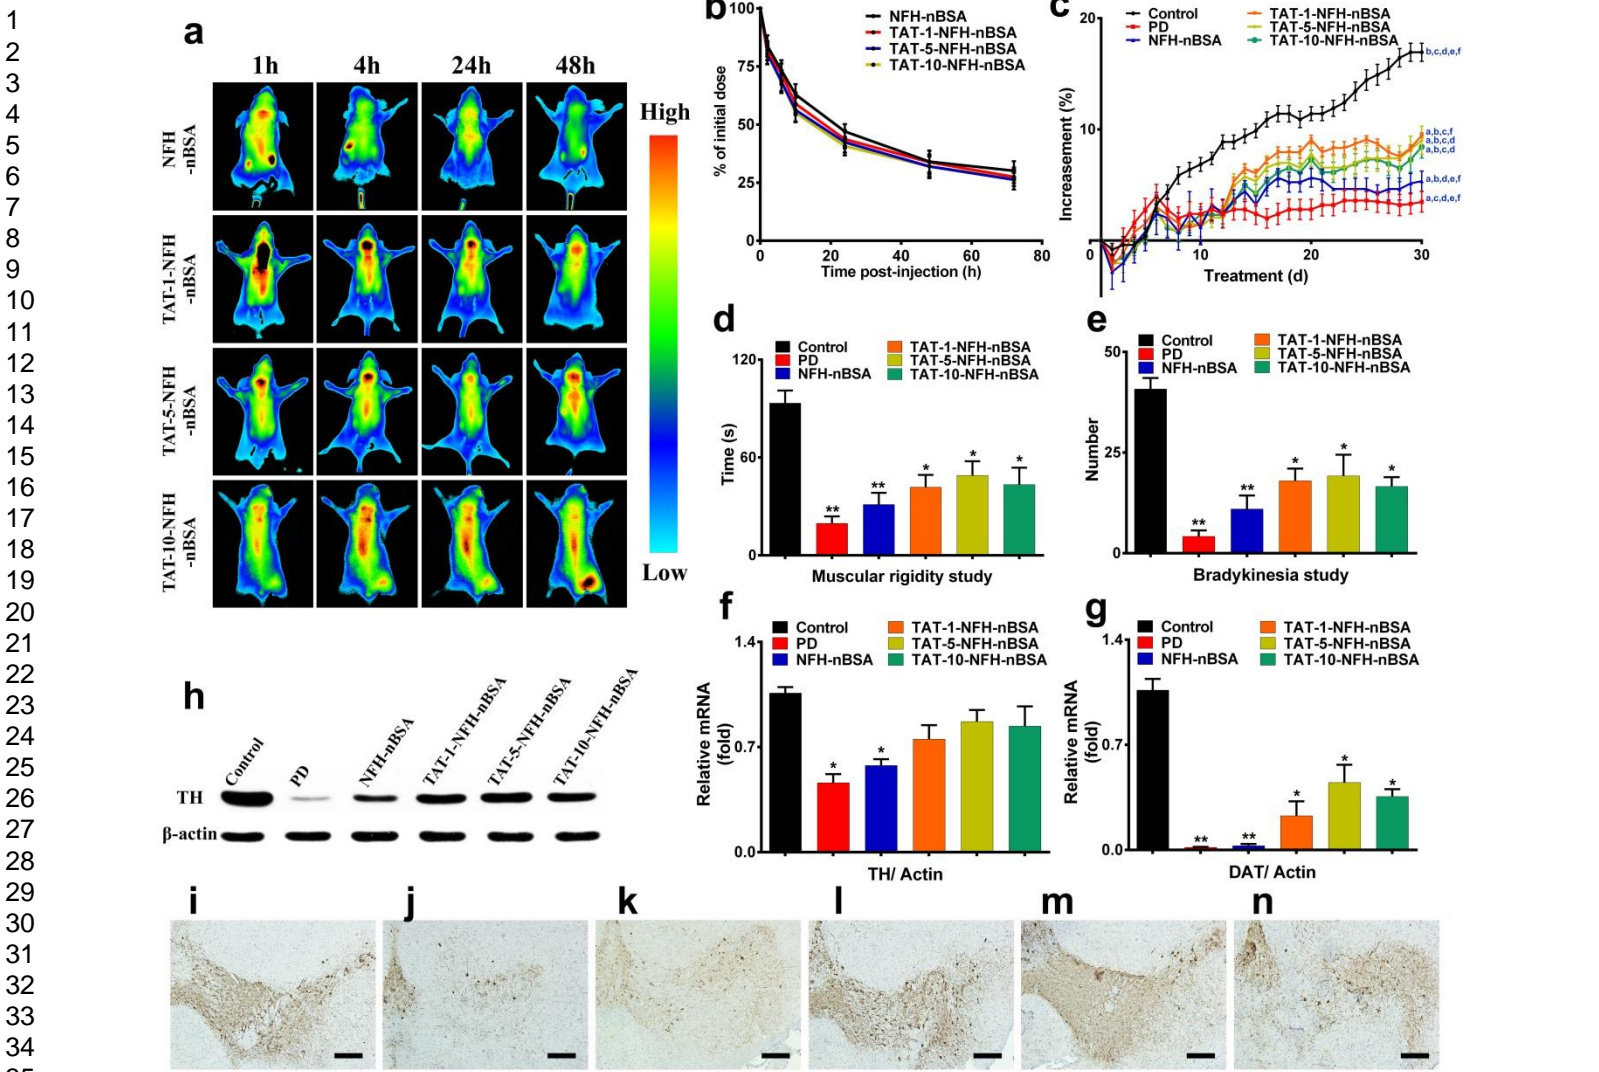 1
2
3
4
5
6
7
8
9
10
11
12
13
14
15
16
17
18
19
20
21
22
23
24
25
26
27
28
29
30
31
32
33
34
a
1h 4h 24h 48h
NFH
-nBSA
TAT-1-NFH
-nBSA
TAT-5-NFH
-nBSA
TAT-10-NFH
-nBSA
High
Low
b
NFH-nBSA
TAT-1-NFH-nBSA
TAT-5-NFH-nBSA
TAT-10-NFH-nBSA
% of initial dose
100
75
50
25
0
0 20 40 60 80
Time post-injection (h)
c
Control
PD
NFH-nBSA
TAT-1-NFH-nBSA
TAT-5-NFH-nBSA
TAT-10-NFH-nBSA
Increasement (%)
20
10
0 10 20 30
Treatment (d)
b,c,d,e,f
a,b,c,f
a,b,c,d
a,b,c,d
a,b,d,e,f
a,c,d,e,f
d
Control
PD
NFH-nBSA
TAT-1-NFH-nBSA
TAT-5-NFH-nBSA
TAT-10-NFH-nBSA
Time (s)
120
60
0
** ** * * *
Muscular rigidity study
e
Control
PD
NFH-nBSA
TAT-1-NFH-nBSA
TAT-5-NFH-nBSA
TAT-10-NFH-nBSA
Number
50
25
0
** ** * * *
Bradykinesia study
f
Control
PD
NFH-nBSA
TAT-1-NFH-nBSA
TAT-5-NFH-nBSA
TAT-10-NFH-nBSA
Relative mRNA
(fold)
1.4
0.7
0.0
* *
TH/ Actin
g
Control
PD
NFH-nBSA
TAT-1-NFH-nBSA
TAT-5-NFH-nBSA
TAT-10-NFH-nBSA
Relative mRNA
(fold)
1.4
0.7
0.0
** ** * * *
DAT/ Actin
h
Control
PD
NFH-nBSA
TAT-1-NFH-nBSA
TAT-5-NFH-nBSA
TAT-10-NFH-nBSA
TH
β-actin
i j k l m n